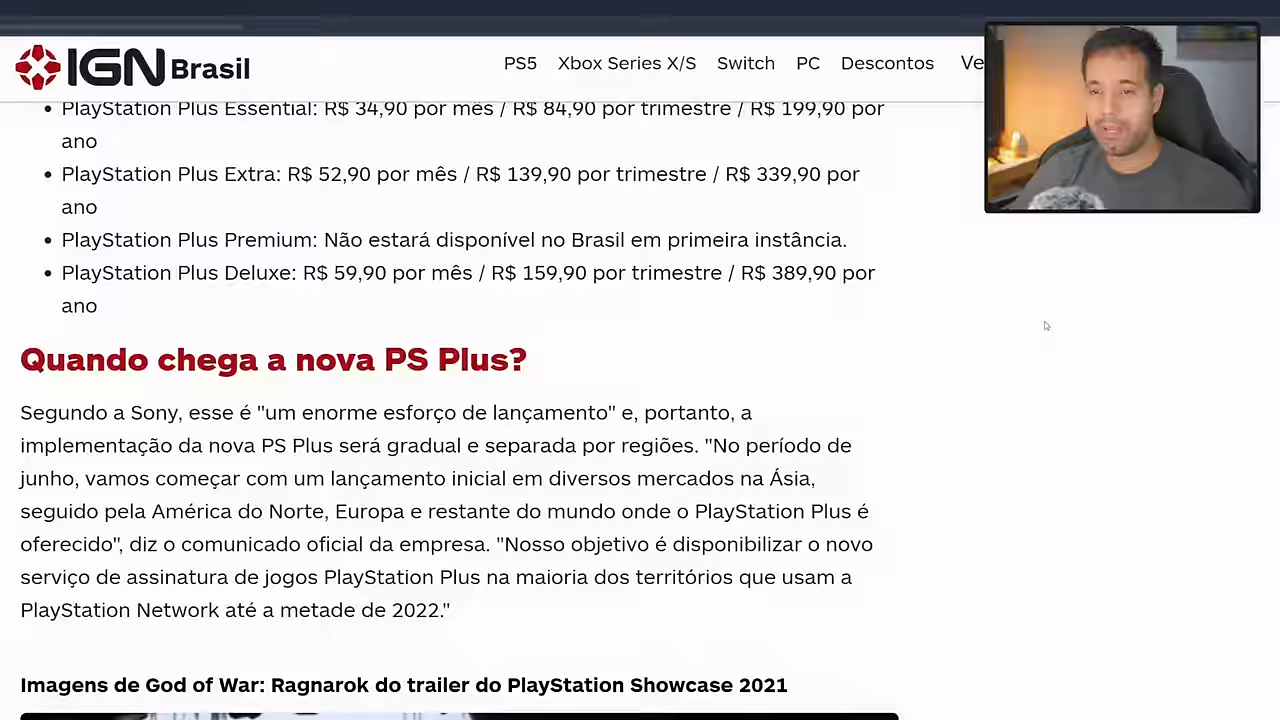 IGN Brasil
PS5 Xbox Series X/S Switch PC Descontos Ve
• PlayStation Plus Essential: R$ 34,90 por mês / R$ 84,90 por trimestre / R$ 199,90 por
ano
• PlayStation Plus Extra: R$ 52,90 por mês / R$ 139,90 por trimestre / R$ 339,90 por
ano
• PlayStation Plus Premium: Não estará disponível no Brasil em primeira instância.
• PlayStation Plus Deluxe: R$ 59,90 por mês / R$ 159,90 por trimestre / R$ 389,90 por
ano
Quando chega a nova PS Plus?
Segundo a Sony, esse é "um enorme esforço de lançamento" e, portanto, a
implementação da nova PS Plus será gradual e separada por regiões. "No período de
junho, vamos começar com um lançamento inicial em diversos mercados na Ásia,
seguido pela América do Norte, Europa e restante do mundo onde o PlayStation Plus é
oferecido", diz o comunicado oficial da empresa. "Nosso objetivo é disponibilizar o novo
serviço de assinatura de jogos PlayStation Plus na maioria dos territórios que usam a
PlayStation Network até a metade de 2022."
Imagens de God of War: Ragnarok do trailer do PlayStation Showcase 2021